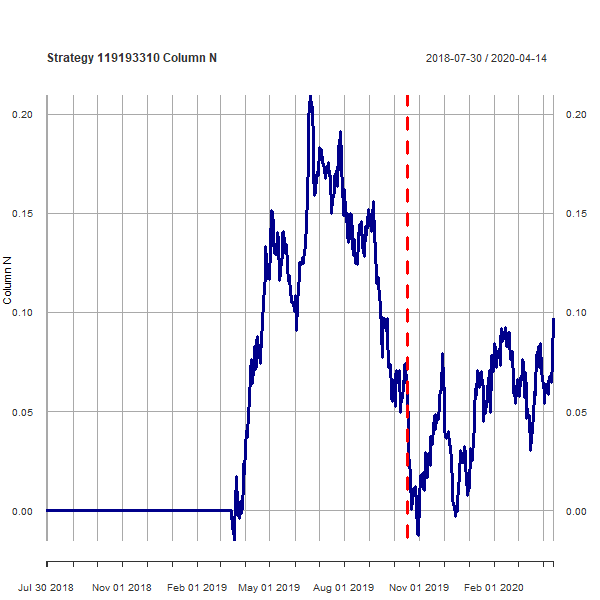 Strategy 119193310 Column N
2018-07-30 / 2020-04-14
0.20
0.20
0.15
0.15
Column N
0.10
0.10
0.05
0.05
0.00
0.00
Jul 30 2018
Nov 01 2018
Feb 01 2019
May 01 2019
Aug 01 2019
Nov 01 2019
Feb 01 2020